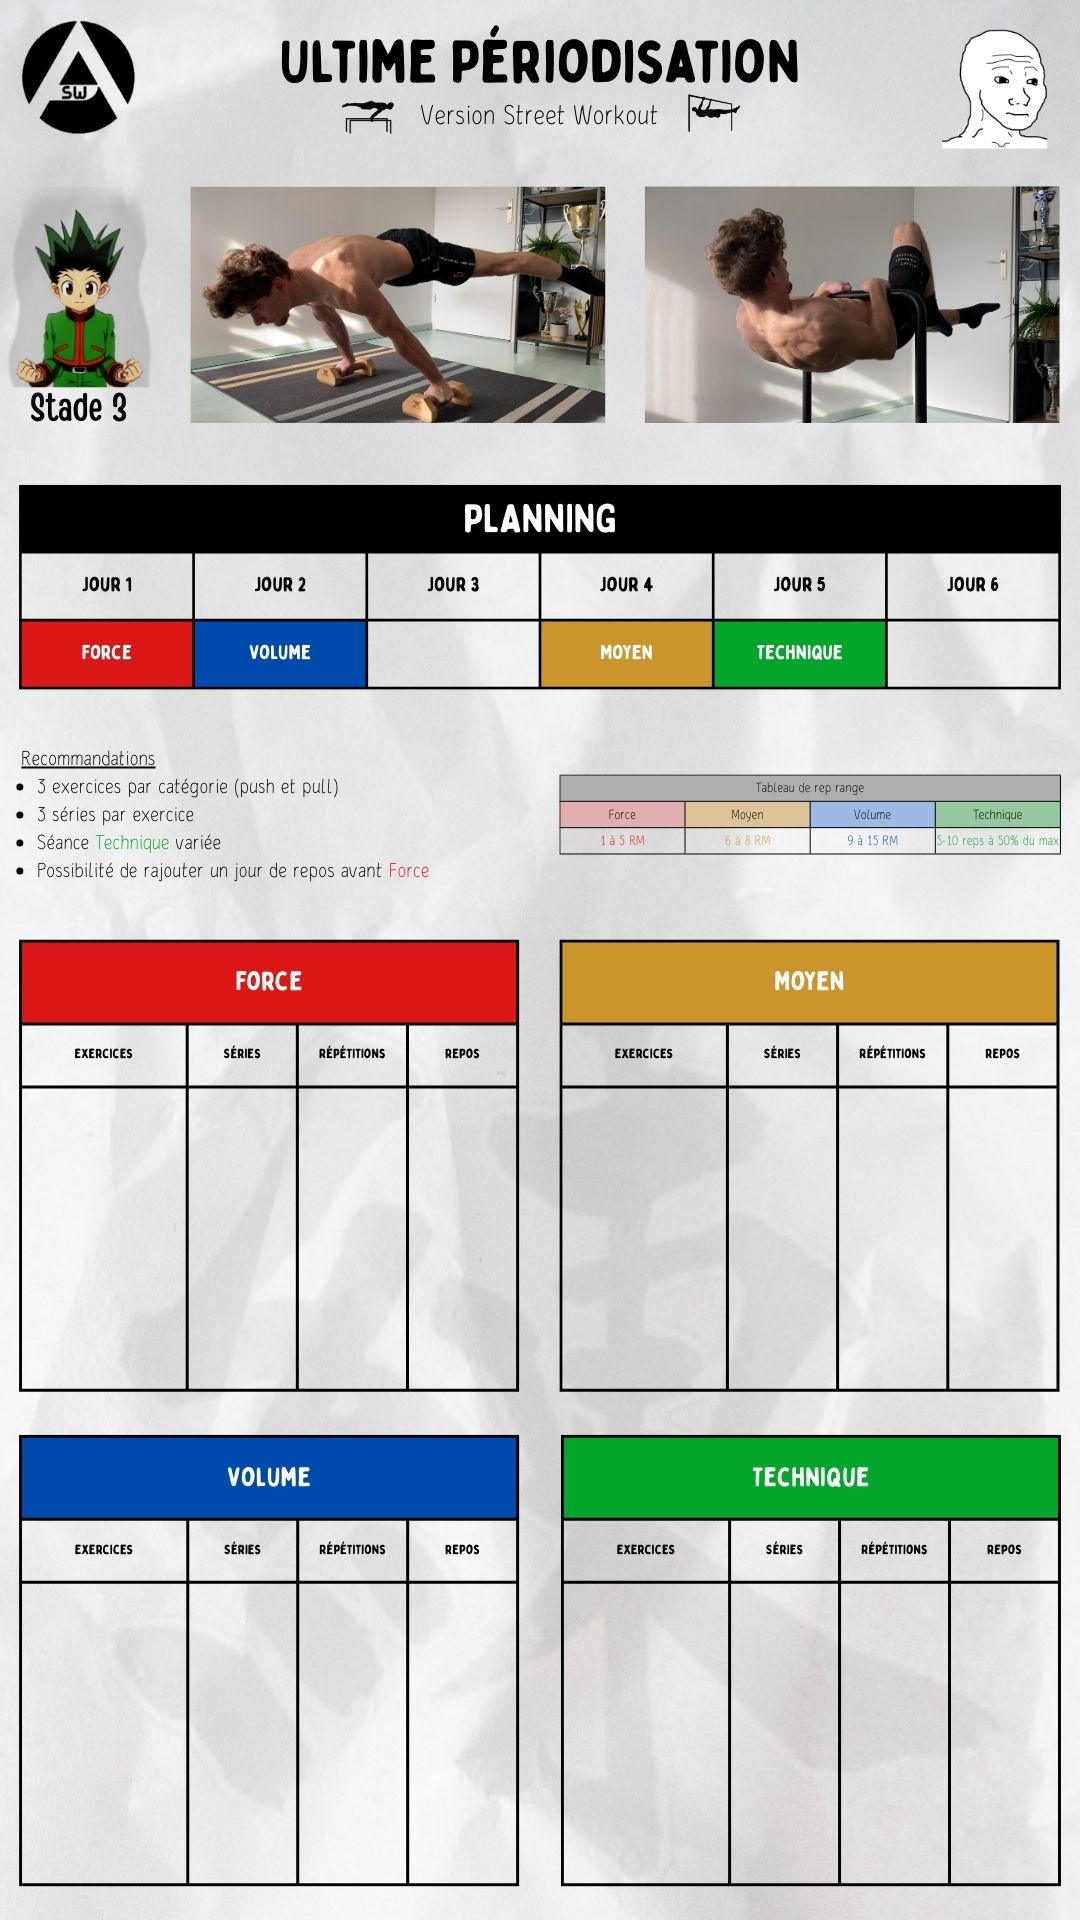 SW
ULTIME PÉRIODISATION
Version Street Workout
Stade 3
PLANNING
JOUR 1 JOUR 2 JOUR 3 JOUR 4 JOUR 5 JOUR 6
FORCE VOLUME MOYEN TECHNIQUE
Recommandations
• 3 exercices par catégorie (push et pull)
• 3 séries par exercice
• Séance Technique variée
• Possibilité de rajouter un jour de repos avant Force
Tableau de rep range
Force Moyen Volume Technique
1 à 5 RM 6 à 8 RM 9 à 15 RM 5-10 reps à 50% du max
FORCE
EXERCICES SÉRIES RÉPÉTITIONS REPOS
MOYEN
EXERCICES SÉRIES RÉPÉTITIONS REPOS
VOLUME
EXERCICES SÉRIES RÉPÉTITIONS REPOS
TECHNIQUE
EXERCICES SÉRIES RÉPÉTITIONS REPOS